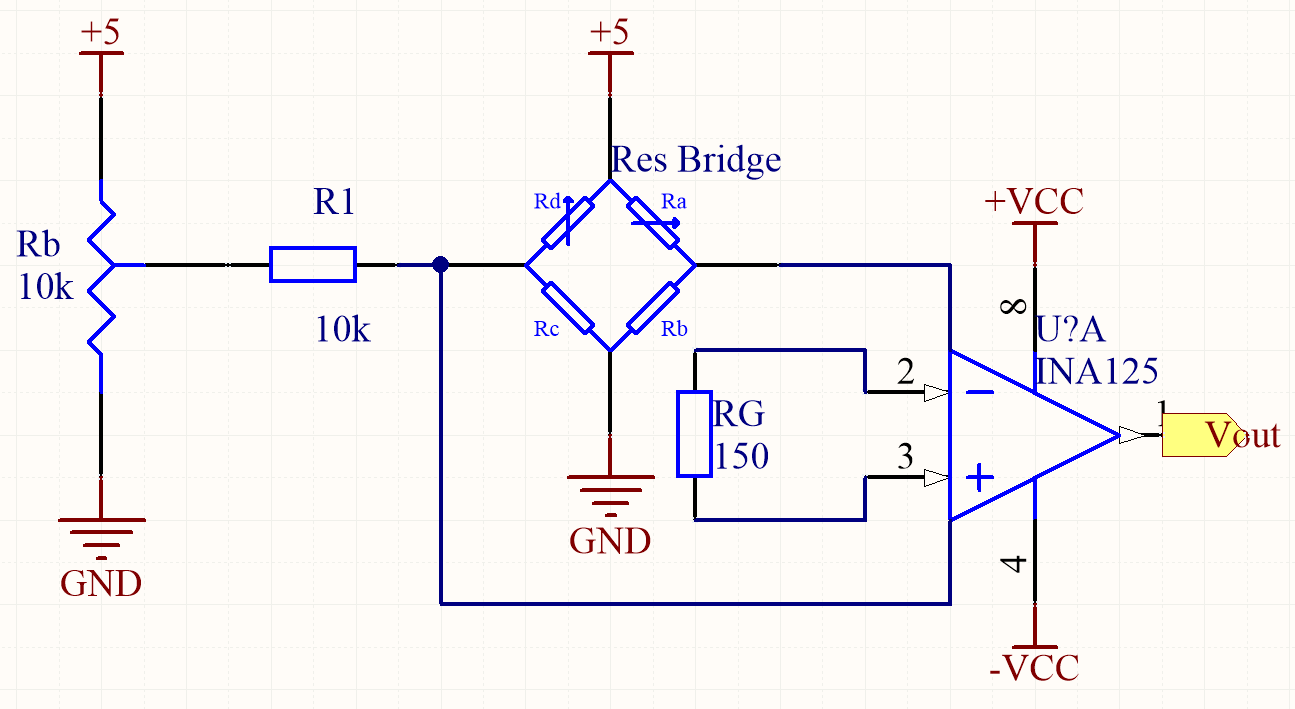 +5
+5
Res Bridge
Rd
Ra
R1
+VCC
Rb
10k
10k
Rc
Rb
8
U?A
INA125
2
1
RG
150
Vout
3
GND
4
GND
-VCC